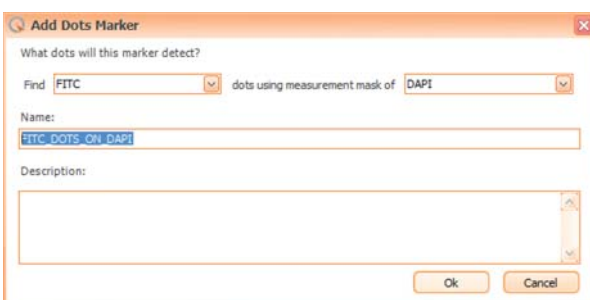 Add Dots Marker
What dots will this marker detect?
Find FITC dots using measurement mask of DAPI
Name:
FITC_DOTS_ON_DAPI
Description:
Ok Cancel